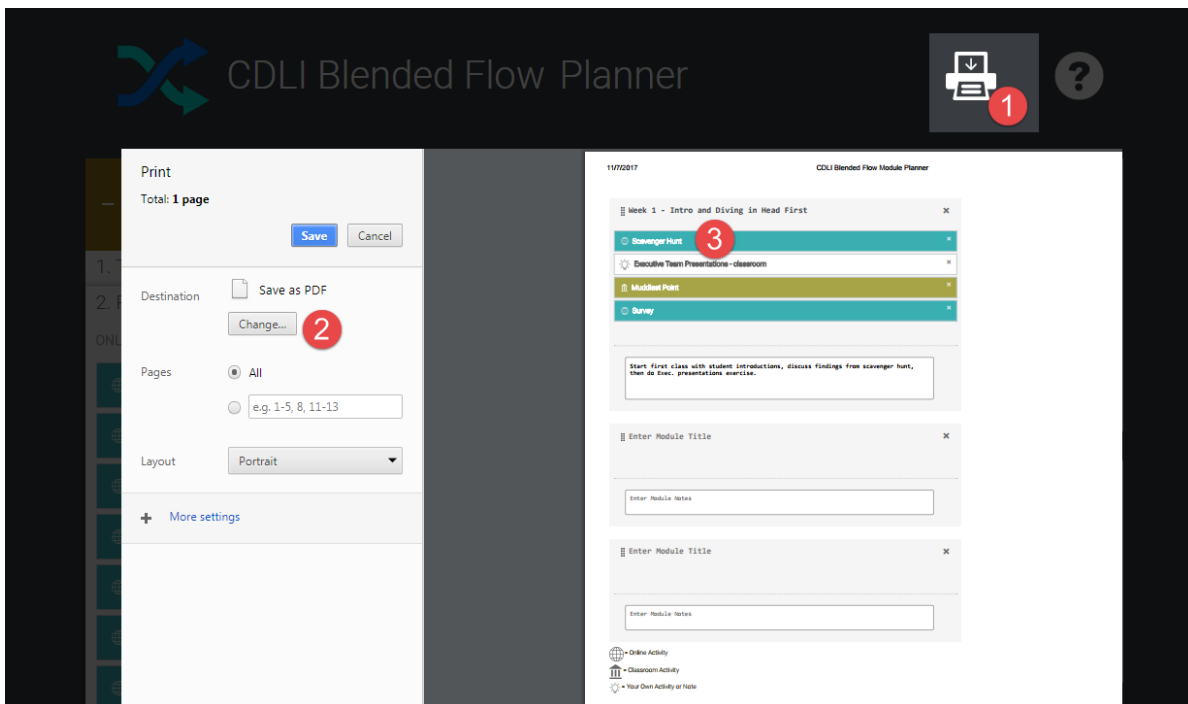 CDLI Blended Flow Planner
1
?
Print
Total: 1 page
Save
Cancel
Destination
Save as PDF
Change...
2
Pages
All
e.g. 1-5, 8, 11-13
Layout
Portrait
+ More settings
1.
2.
ONL
11/7/2017
CDLI Blended Flow Module Planner
Week 1 - Intro and Diving in Head First
Scavenger Hunt
3
Executive Team Presentations - classroom
Muddiest Point
Survey
Start first class with student introductions, discuss findings from scavenger hunt,
then do Exec. presentations exercise.
Enter Module Title
Enter Module Notes
Enter Module Title
Enter Module Notes
= Online Activity
= Classroom Activity
= Your Own Activity or Note